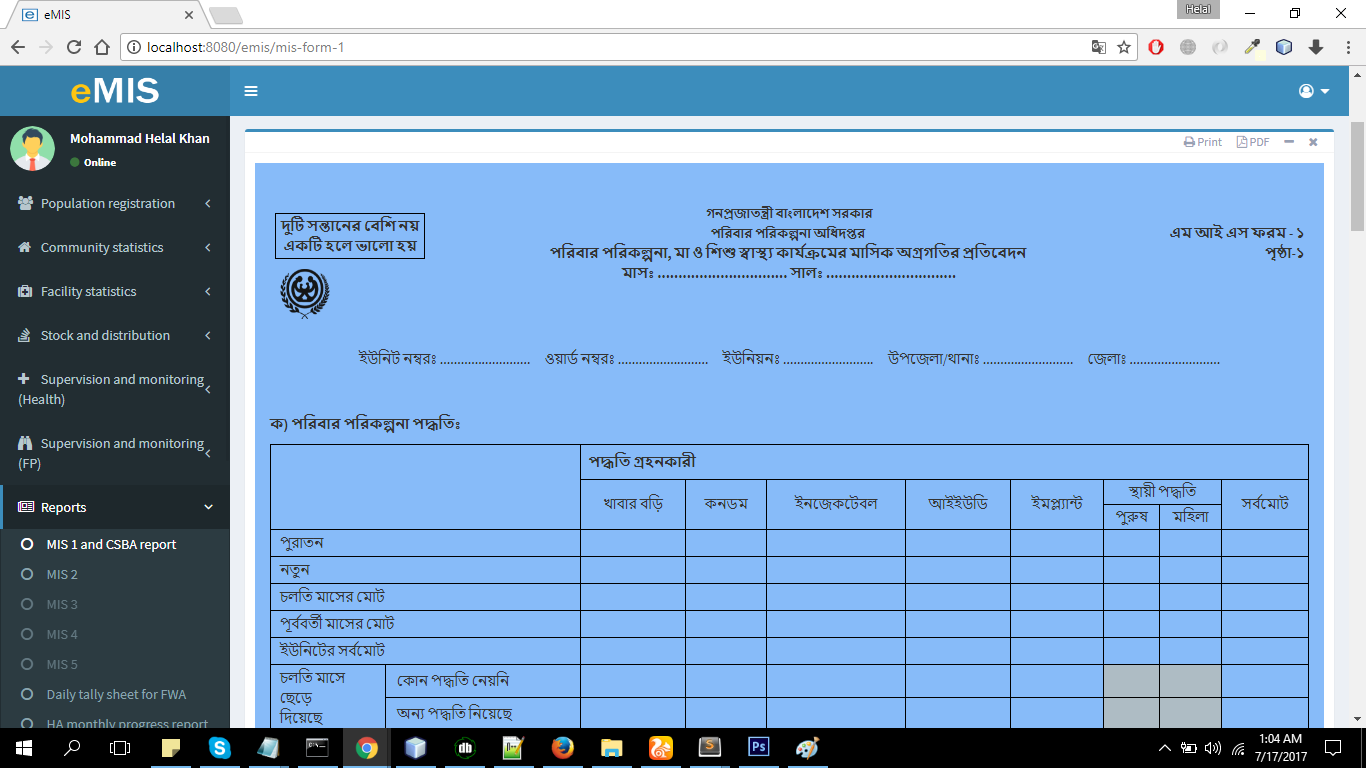 eMIS
Helal
localhost:8080/emis/mis-form-1
eMIS
Mohammad Helal Khan
Online
Population registration
Community statistics
Facility statistics
Stock and distribution
Supervision and monitoring
(Health)
Supervision and monitoring
(FP)
Reports
MIS 1 and CSBA report
MIS 2
MIS 3
MIS 4
MIS 5
Daily tally sheet for FWA
HA monthly progress report
Print PDF
দুটি সন্তানের বেশি নয়
একটি হলে ভালো হয়
গনপ্রজাতন্ত্রী বাংলাদেশ সরকার
পরিবার পরিকল্পনা অধিদপ্তর
পরিবার পরিকল্পনা, মা ও শিশু স্বাস্থ্য কার্যক্রমের মাসিক অগ্রগতির প্রতিবেদন
মাসঃ ............................... সালঃ ...............................
এম আই এস ফরম - ১
পৃষ্ঠা-১
ইউনিট নম্বরঃ .......................... ওয়ার্ড নম্বরঃ .......................... ইউনিয়নঃ .......................... উপজেলা/থানাঃ .......................... জেলাঃ ..........................
ক) পরিবার পরিকল্পনা পদ্ধতিঃ
পদ্ধতি গ্রহনকারী
খাবার বড়ি কনডম ইনজেকটেবল আইইউডি ইমপ্ল্যান্ট স্থায়ী পদ্ধতি সর্বমোট
পুরুষ মহিলা
পুরাতন
নতুন
চলতি মাসের মোট
পূর্ববর্তী মাসের মোট
ইউনিটের সর্বমোট
চলতি মাসে
ছেড়ে
দিয়েছে
কোন পদ্ধতি নেয়নি
অন্য পদ্ধতি নিয়েছে
1:04 AM
7/17/2017